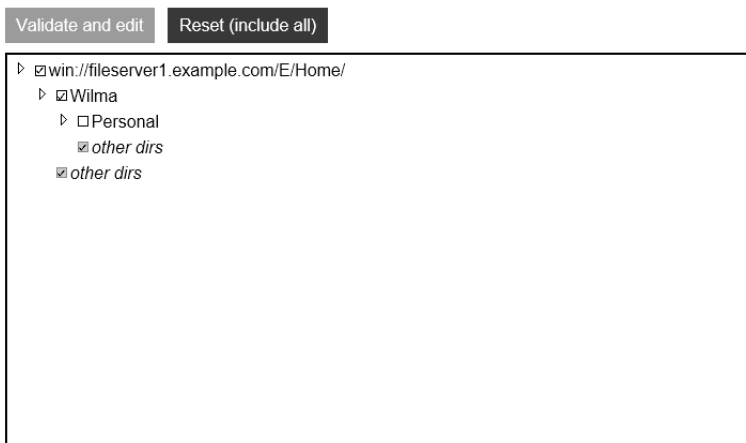 Validate and edit Reset (include all)
win://fileserver1.example.com/E/Home/
Wilma
Personal
other dirs
other dirs